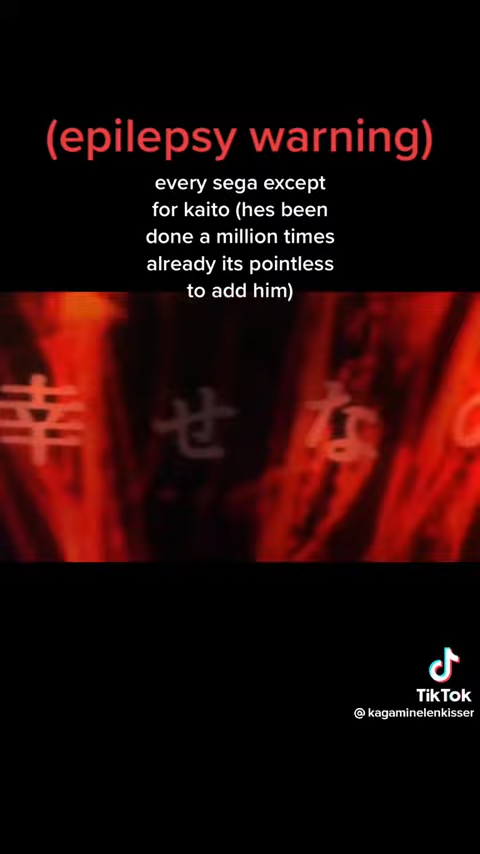 (epilepsy warning)
every sega except
for kaito (hes been
done a million times
already its pointless
to add him)
幸せな
TikTok
@kagaminelenkisser